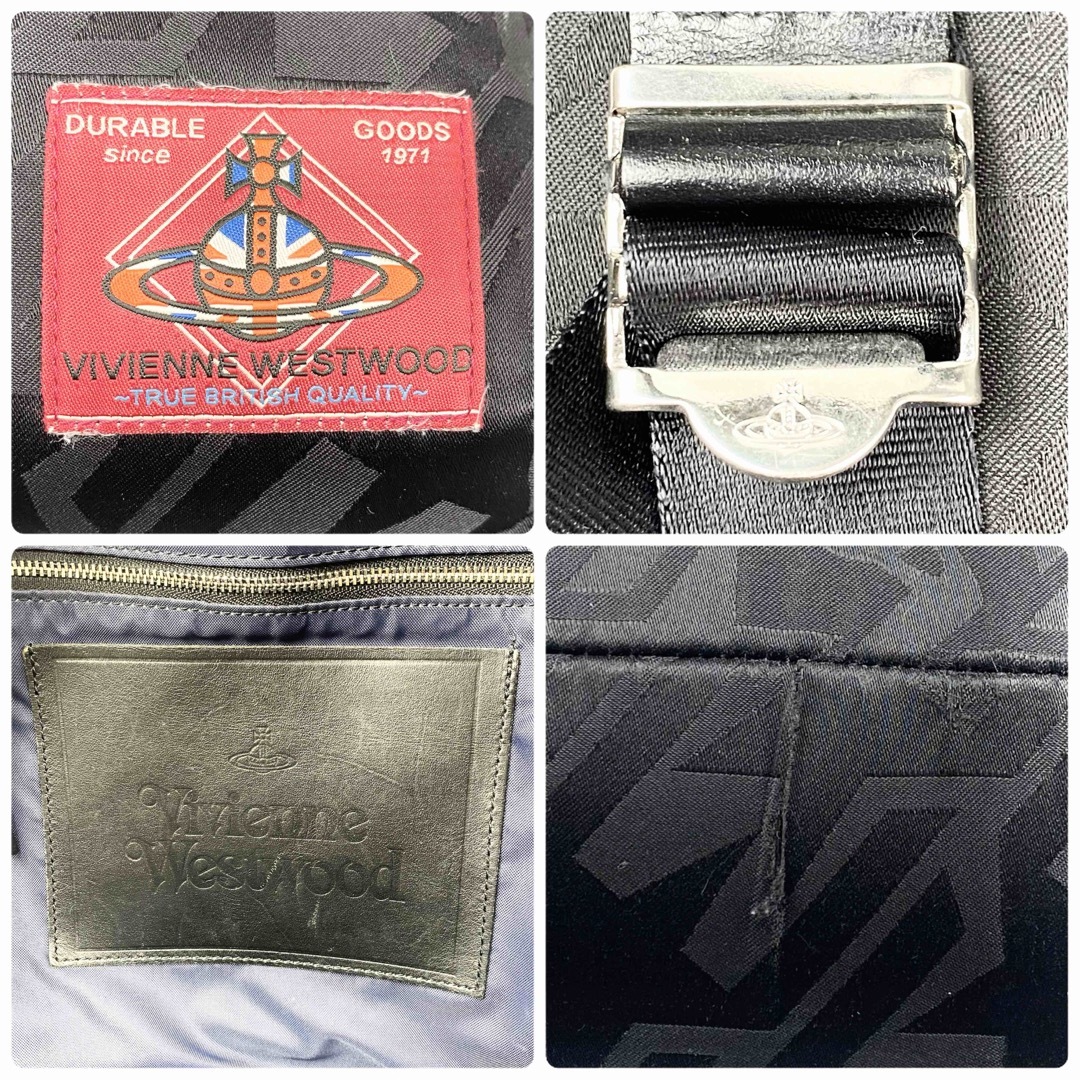 DURABLE GOODS
since 1971
VIVIENNE WESTWOOD
~TRUE BRITISH QUALITY~
Vivienne
Westwood